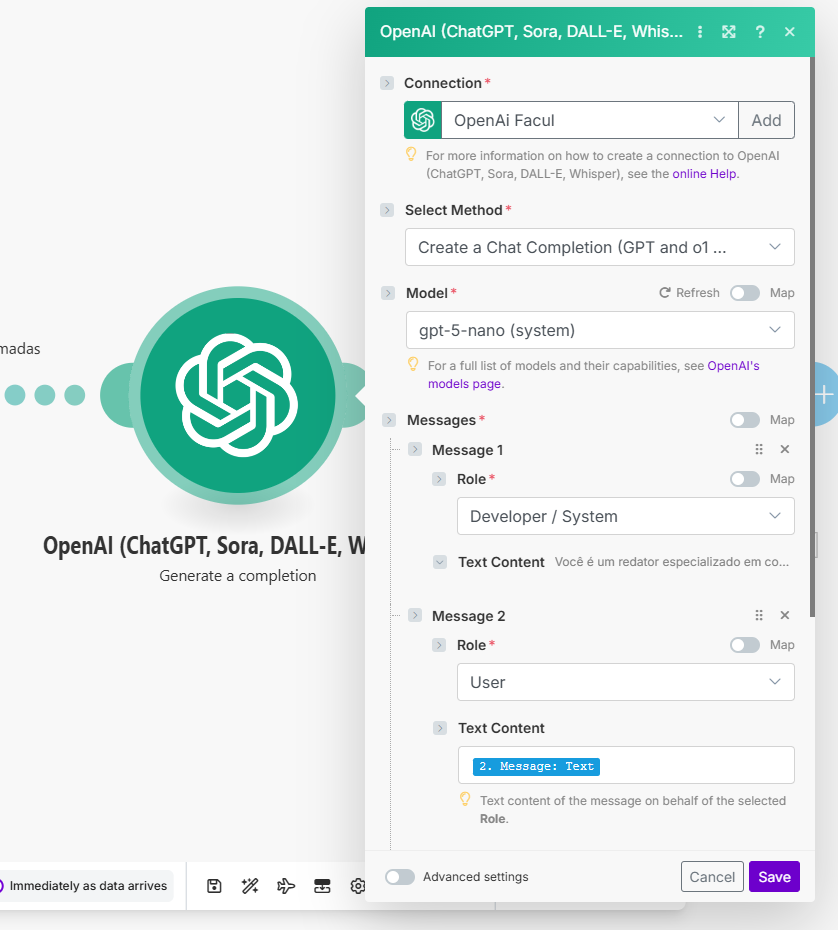 OpenAI (ChatGPT, Sora, DALL-E, Whis...
Connection *
OpenAi Facul
Add
For more information on how to create a connection to OpenAI
(ChatGPT, Sora, DALL-E, Whisper), see the online Help.
Select Method *
Create a Chat Completion (GPT and o1 ...
Model *
Refresh
Map
gpt-5-nano (system)
For a full list of models and their capabilities, see OpenAI's
models page.
Messages *
Map
Message 1
Role *
Map
Developer / System
Text Content
Você é um redator especializado em co...
Message 2
Role *
Map
User
Text Content
2. Message: Text
Text content of the message on behalf of the selected
Role.
Advanced settings
Cancel
Save
madas
OpenAI (ChatGPT, Sora, DALL-E, W
Generate a completion
Immediately as data arrives